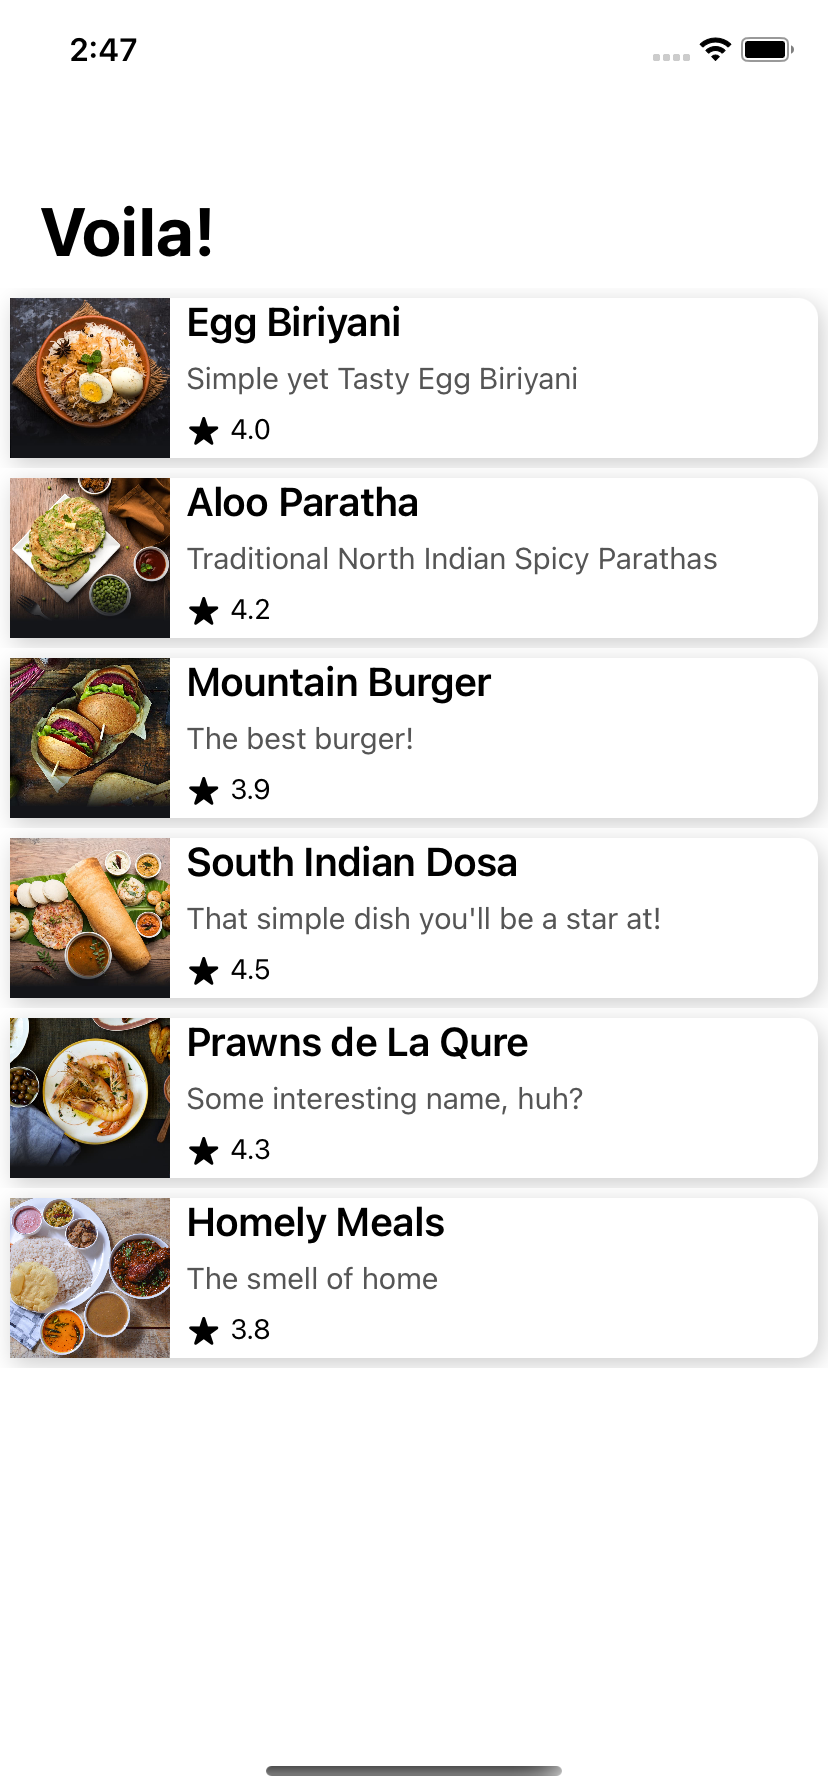 2:47
Voila!
Egg Biriyani
Simple yet Tasty Egg Biriyani
4.0
Aloo Paratha
Traditional North Indian Spicy Parathas
4.2
Mountain Burger
The best burger!
3.9
South Indian Dosa
That simple dish you'll be a star at!
4.5
Prawns de La Qure
Some interesting name, huh?
4.3
Homely Meals
The smell of home
3.8